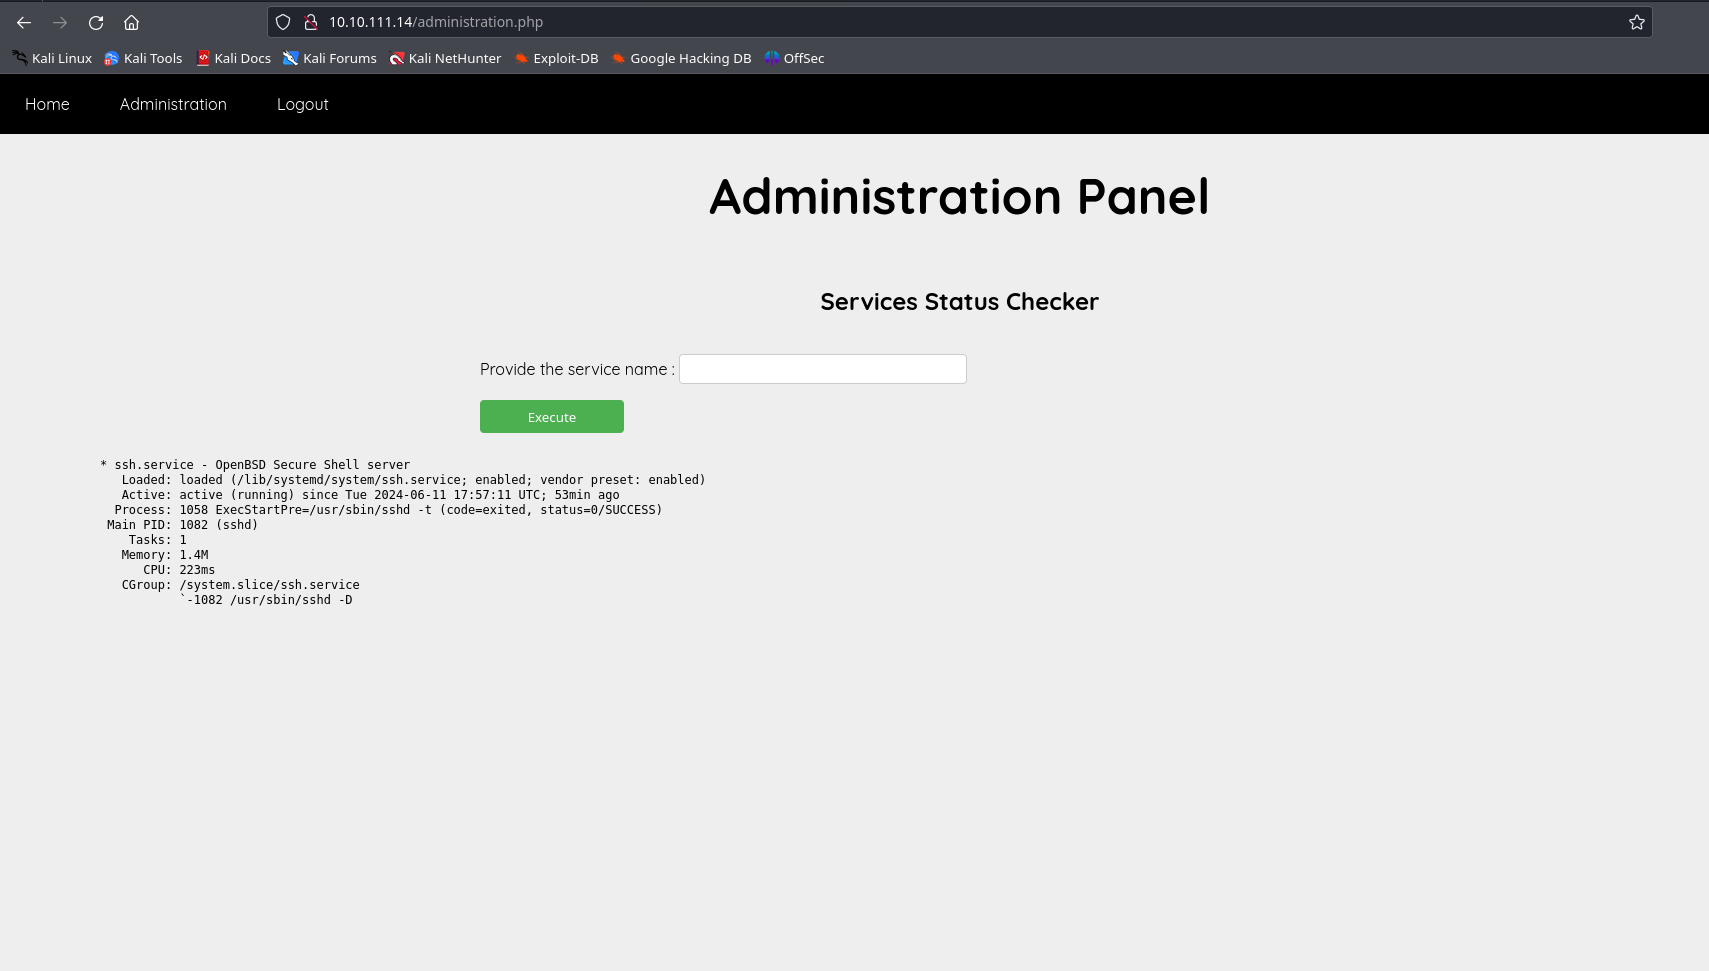 10.10.111.14/administration.php
Kali Linux Kali Tools Kali Docs Kali Forums Kali NetHunter Exploit-DB Google Hacking DB OffSec
Home Administration Logout
Administration Panel
Services Status Checker
Provide the service name :
Execute
* ssh.service - OpenBSD Secure Shell server
Loaded: loaded (/lib/systemd/system/ssh.service; enabled; vendor preset: enabled)
Active: active (running) since Tue 2024-06-11 17:57:11 UTC; 53min ago
Process: 1058 ExecStartPre=/usr/sbin/sshd -t (code=exited, status=0/SUCCESS)
Main PID: 1082 (sshd)
Tasks: 1
Memory: 1.4M
CPU: 223ms
CGroup: /system.slice/ssh.service
`-1082 /usr/sbin/sshd -D